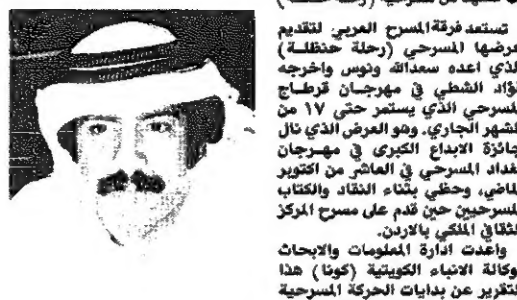 تستعد فرقة المسرح العربي لتقديم
عرضها المسرحي (رحلة حنظلة)
الذي اعده سعدالله ونوس واخرجه
فؤاد الشطي في مهرجان قرطاج
المسرحي الذي يستمر حتى ١٧ من
الشهر الجاري. وهو العرض الذي نال
جائزة الابداع الكبرى في مهرجان
بغداد المسرحي في العاشر من اكتوبر
الماضي، وحظي بثناء النقاد والكتاب
المسرحيين حين قدم على مسرح المركز
الثقافي الملكي بالاردن.
واعدت ادارة المعلومات والابحاث
بوكالة الانباء الكويتية (كونا) هذا
التقرير عن بدايات الحركة المسرحية